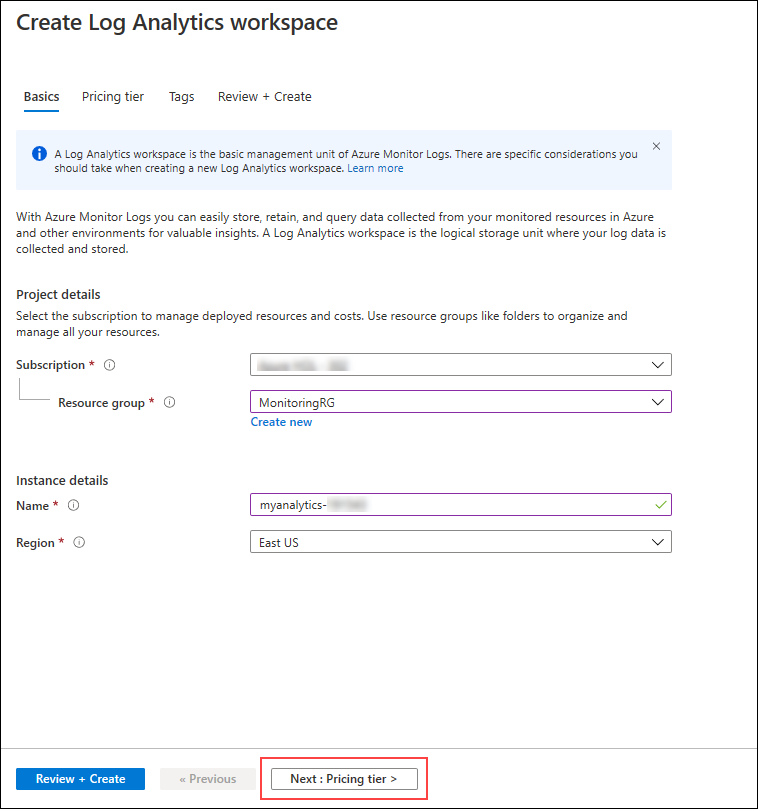 Create Log Analytics workspace
Basics Pricing tier Tags Review + Create
A Log Analytics workspace is the basic management unit of Azure Monitor Logs. There are specific considerations you
should take when creating a new Log Analytics workspace. Learn more
With Azure Monitor Logs you can easily store, retain, and query data collected from your monitored resources in Azure
and other environments for valuable insights. A Log Analytics workspace is the logical storage unit where your log data is
collected and stored.
Project details
Select the subscription to manage deployed resources and costs. Use resource groups like folders to organize and
manage all your resources.
Subscription *
Resource group * MonitoringRG
Create new
Instance details
Name * myanalytics-
Region * East US
Review + Create « Previous Next : Pricing tier >